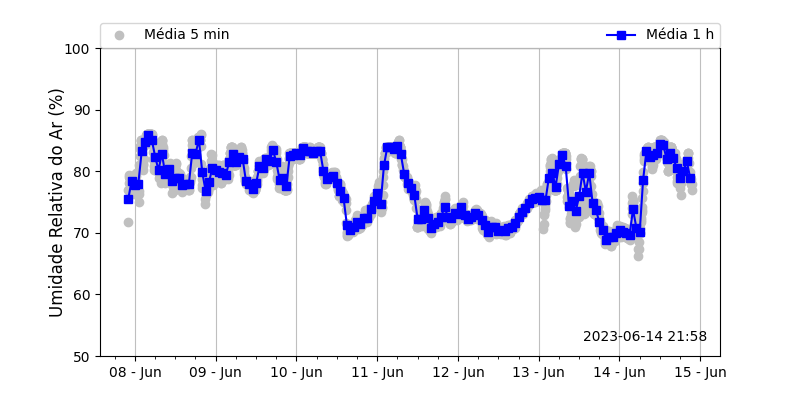 Média 5 min
Média 1 h
Umidade Relativa do Ar (%)
100
90
80
70
60
50
2023-06-14 21:58
08 - Jun
09 - Jun
10 - Jun
11 - Jun
12 - Jun
13 - Jun
14 - Jun
15 - Jun